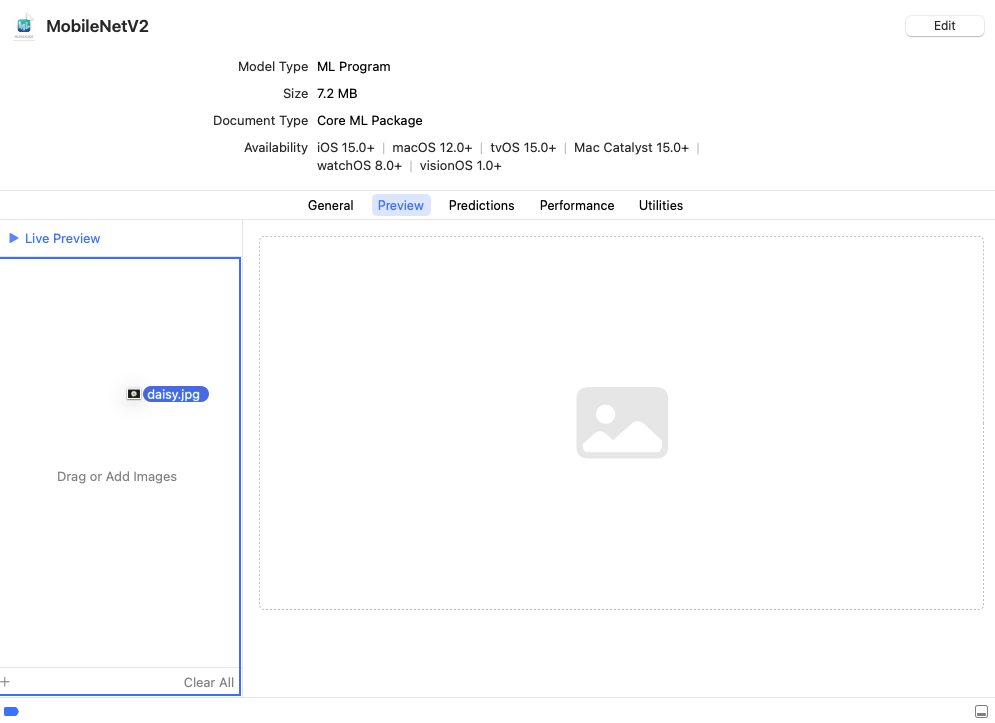 MobileNetV2
Edit
Model Type ML Program
Size 7.2 MB
Document Type Core ML Package
Availability iOS 15.0+ | macOS 12.0+ | tvOS 15.0+ | Mac Catalyst 15.0+ |
watchOS 8.0+ | visionOS 1.0+
General Preview Predictions Performance Utilities
Live Preview
daisy.jpg
Drag or Add Images
Clear All